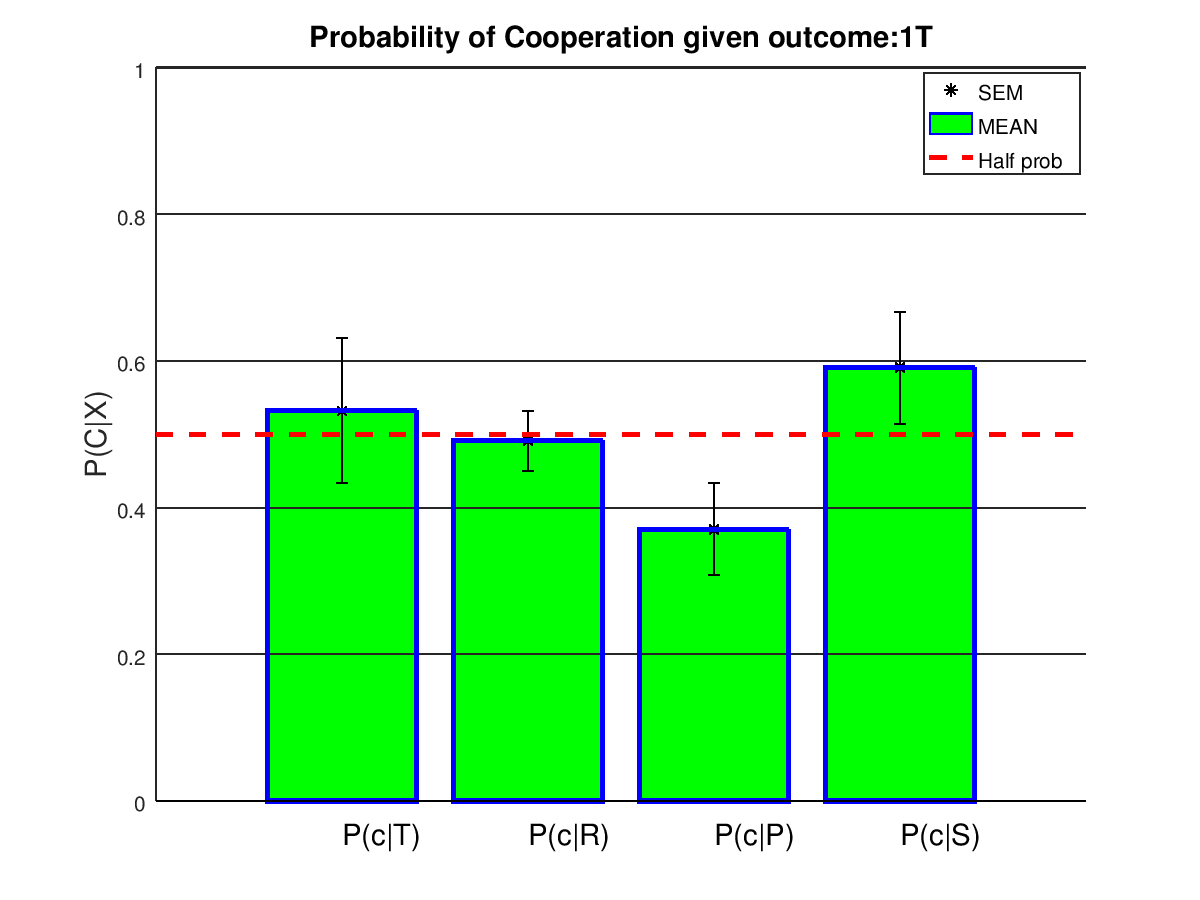 Probability of Cooperation given outcome:1T
1
0.8
0.6
0.4
0.2
0
P(C|X)
SEM
MEAN
Half prob
P(c|T)
P(c|R)
P(c|P)
P(c|S)